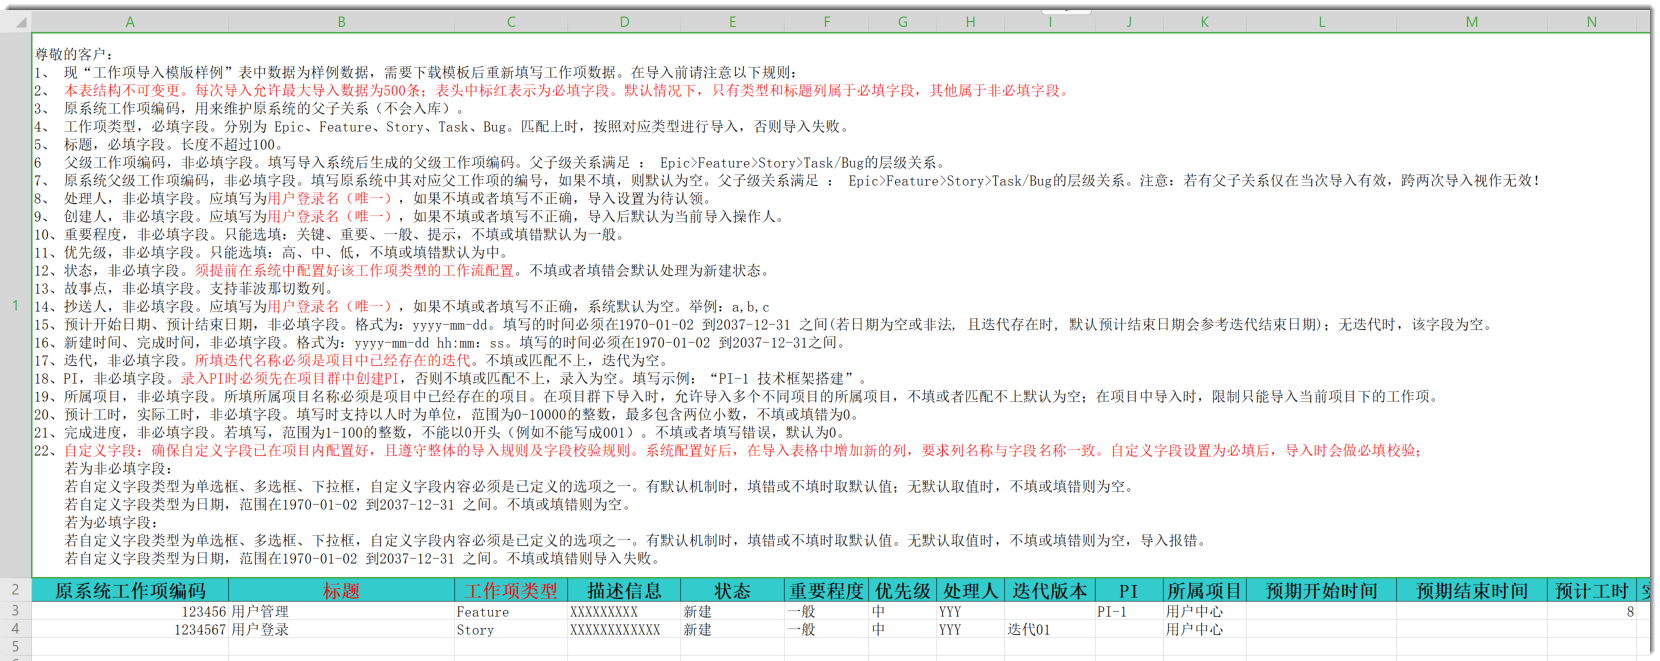 A B C D E F G H I J K L M N
1
尊敬的客户:
1、 现“工作项导入模版样例”表中数据为样例数据, 需要下载模板后重新填写工作项数据。在导入前请注意以下规则:
2、 本表结构不可变更。每次导入允许最大导入数据为500条; 表头中标红表示为必填字段。默认情况下, 只有类型和标题列属于必填字段, 其他属于非必填字段。
3、 原系统工作项编码, 用来维护原系统的父子关系（不会入库）。
4、 工作项类型, 必填字段。分别为 Epic、Feature、Story、Task、Bug。匹配上时, 按照对应类型进行导入, 否则导入失败。
5、 标题, 必填字段。长度不超过100。
6 父级工作项编码, 非必填字段。填写导入系统后生成的父级工作项编码。父子级关系满足 : Epic>Feature>Story>Task/Bug的层级关系。
7、 原系统父级工作项编码, 非必填字段。填写原系统中其对应父工作项的编号, 如果不填, 则默认为空。父子级关系满足 : Epic>Feature>Story>Task/Bug的层级关系。注意: 若有父子关系仅在当次导入有效, 跨两次导入视作无效!
8、 处理人, 非必填字段。应填写为用户登录名（唯一）, 如果不填或者填写不正确, 导入设置为待认领。
9、 创建人, 非必填字段。应填写为用户登录名（唯一）, 如果不填或者填写不正确, 导入后默认为当前导入操作人。
10、重要程度, 非必填字段。只能选填: 关键、重要、一般、提示, 不填或填错默认为一般。
11、优先级, 非必填字段。只能选填: 高、中、低, 不填或填错默认为中。
12、状态, 非必填字段。须提前在系统中配置好该工作项类型的工作流配置。不填或者填错会默认处理为新建状态。
13、故事点, 非必填字段。支持菲波那切数列。
14、抄送人, 非必填字段。应填写为用户登录名（唯一）, 如果不填或者填写不正确, 系统默认为空。举例: a,b,c
15、预计开始日期、预计结束日期, 非必填字段。格式为: yyyy-mm-dd。填写的时间必须在1970-01-02 到2037-12-31 之间(若日期为空或非法, 且迭代存在时, 默认预计结束日期会参考迭代结束日期); 无迭代时, 该字段为空。
16、新建时间、完成时间, 非必填字段。格式为: yyyy-mm-dd hh:mm: ss。填写的时间必须在1970-01-02 到2037-12-31之间。
17、迭代, 非必填字段。所填迭代名称必须是项目中已经存在的迭代。不填或匹配不上, 迭代为空。
18、PI, 非必填字段。录入PI时必须先在项目群中创建PI, 否则不填或匹配不上, 录入为空。填写示例: “PI-1 技术框架搭建”。
19、所属项目, 非必填字段。所填所属项目名称必须是项目中已经存在的项目。在项目群下导入时, 允许导入多个不同项目的所属项目, 不填或者匹配不上默认为空; 在项目中导入时, 限制只能导入当前项目下的工作项。
20、预计工时, 实际工时, 非必填字段。填写时支持以人时为单位, 范围为0-10000的整数, 最多包含两位小数, 不填或填错为0。
21、完成进度, 非必填字段。若填写, 范围为1-100的整数, 不能以0开头（例如不能写成001）。不填或者填写错误, 默认为0。
22、自定义字段: 确保自定义字段已在项目内配置好, 且遵守整体的导入规则及字段校验规则。系统配置好后, 在导入表格中增加新的列, 要求列名称与字段名称一致。自定义字段设置为必填后, 导入时会做必填校验;
若为非必填字段:
若自定义字段类型为单选框、多选框、下拉框, 自定义字段内容必须是已定义的选项之一。有默认机制时, 填错或不填时取默认值; 无默认取值时, 不填或填错则为空。
若自定义字段类型为日期, 范围在1970-01-02 到2037-12-31 之间。不填或填错则为空。
若为必填字段:
若自定义字段类型为单选框、多选框、下拉框, 自定义字段内容必须是已定义的选项之一。有默认机制时, 填错或不填时取默认值。无默认取值时, 不填或填错则为空, 导入报错。
若自定义字段类型为日期, 范围在1970-01-02 到2037-12-31 之间。不填或填错则导入失败。
2 原系统工作项编码 标题 工作项类型 描述信息 状态 重要程度 优先级 处理人 迭代版本 PI 所属项目 预期开始时间 预期结束时间 预计工时
3 123456 用户管理 Feature XXXXXXXXX 新建 一般 中 YYY PI-1 用户中心 8
4 1234567 用户登录 Story XXXXXXXXXXXX 新建 一般 中 YYY 迭代01 用户中心
5